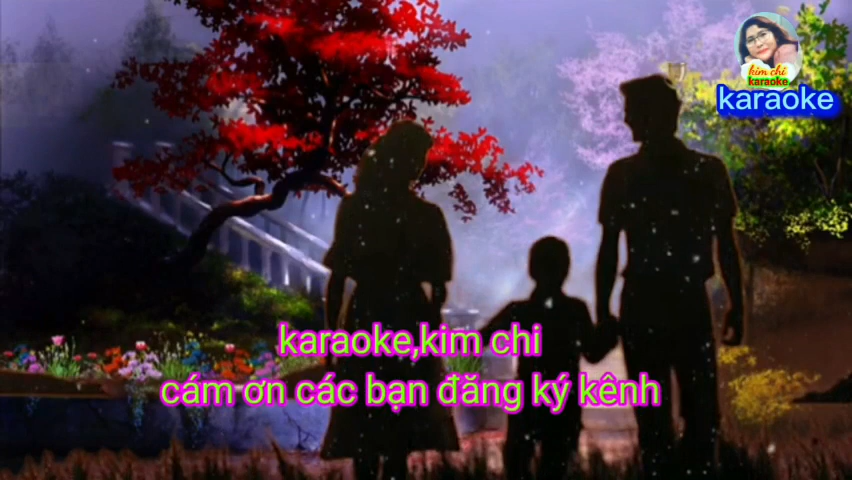 kim chi
karaoke
karaoke
karaoke,kim chi
cám ơn các bạn đăng ký kênh